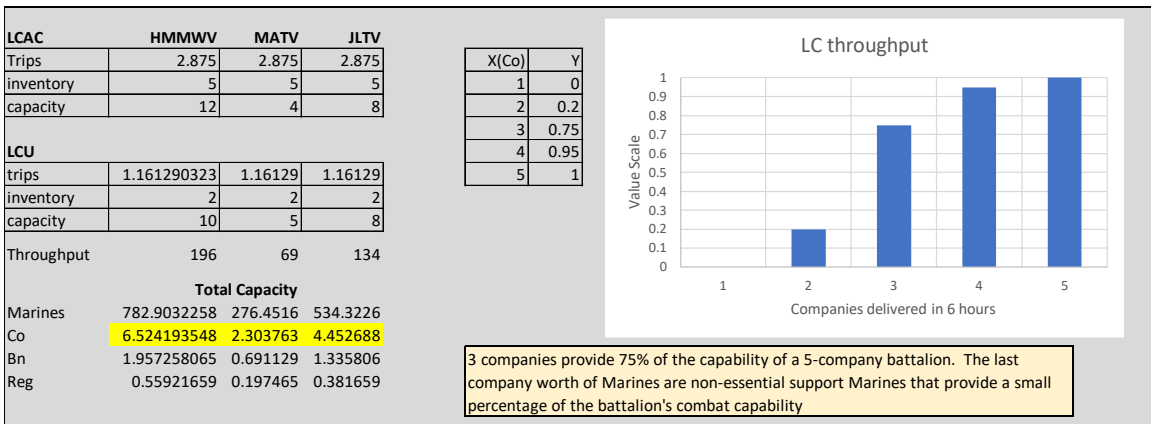 LCAC HMMWV MATV JLTV
Trips 2.875 2.875 2.875
inventory 5 5 5
capacity 12 4 8
LCU
trips 1.161290323 1.16129 1.16129
inventory 2 2 2
capacity 10 5 8
Throughput 196 69 134
Total Capacity
Marines 782.9032258 276.4516 534.3226
Co 6.524193548 2.303763 4.452688
Bn 1.957258065 0.691129 1.335806
Reg 0.55921659 0.197465 0.381659
X(Co) Y
1 0
2 0.2
3 0.75
4 0.95
5 1
LC throughput
Value Scale
1
0.9
0.8
0.7
0.6
0.5
0.4
0.3
0.2
0.1
0
1 2 3 4 5
Companies delivered in 6 hours
3 companies provide 75% of the capability of a 5-company battalion. The last
company worth of Marines are non-essential support Marines that provide a small
percentage of the battalion's combat capability